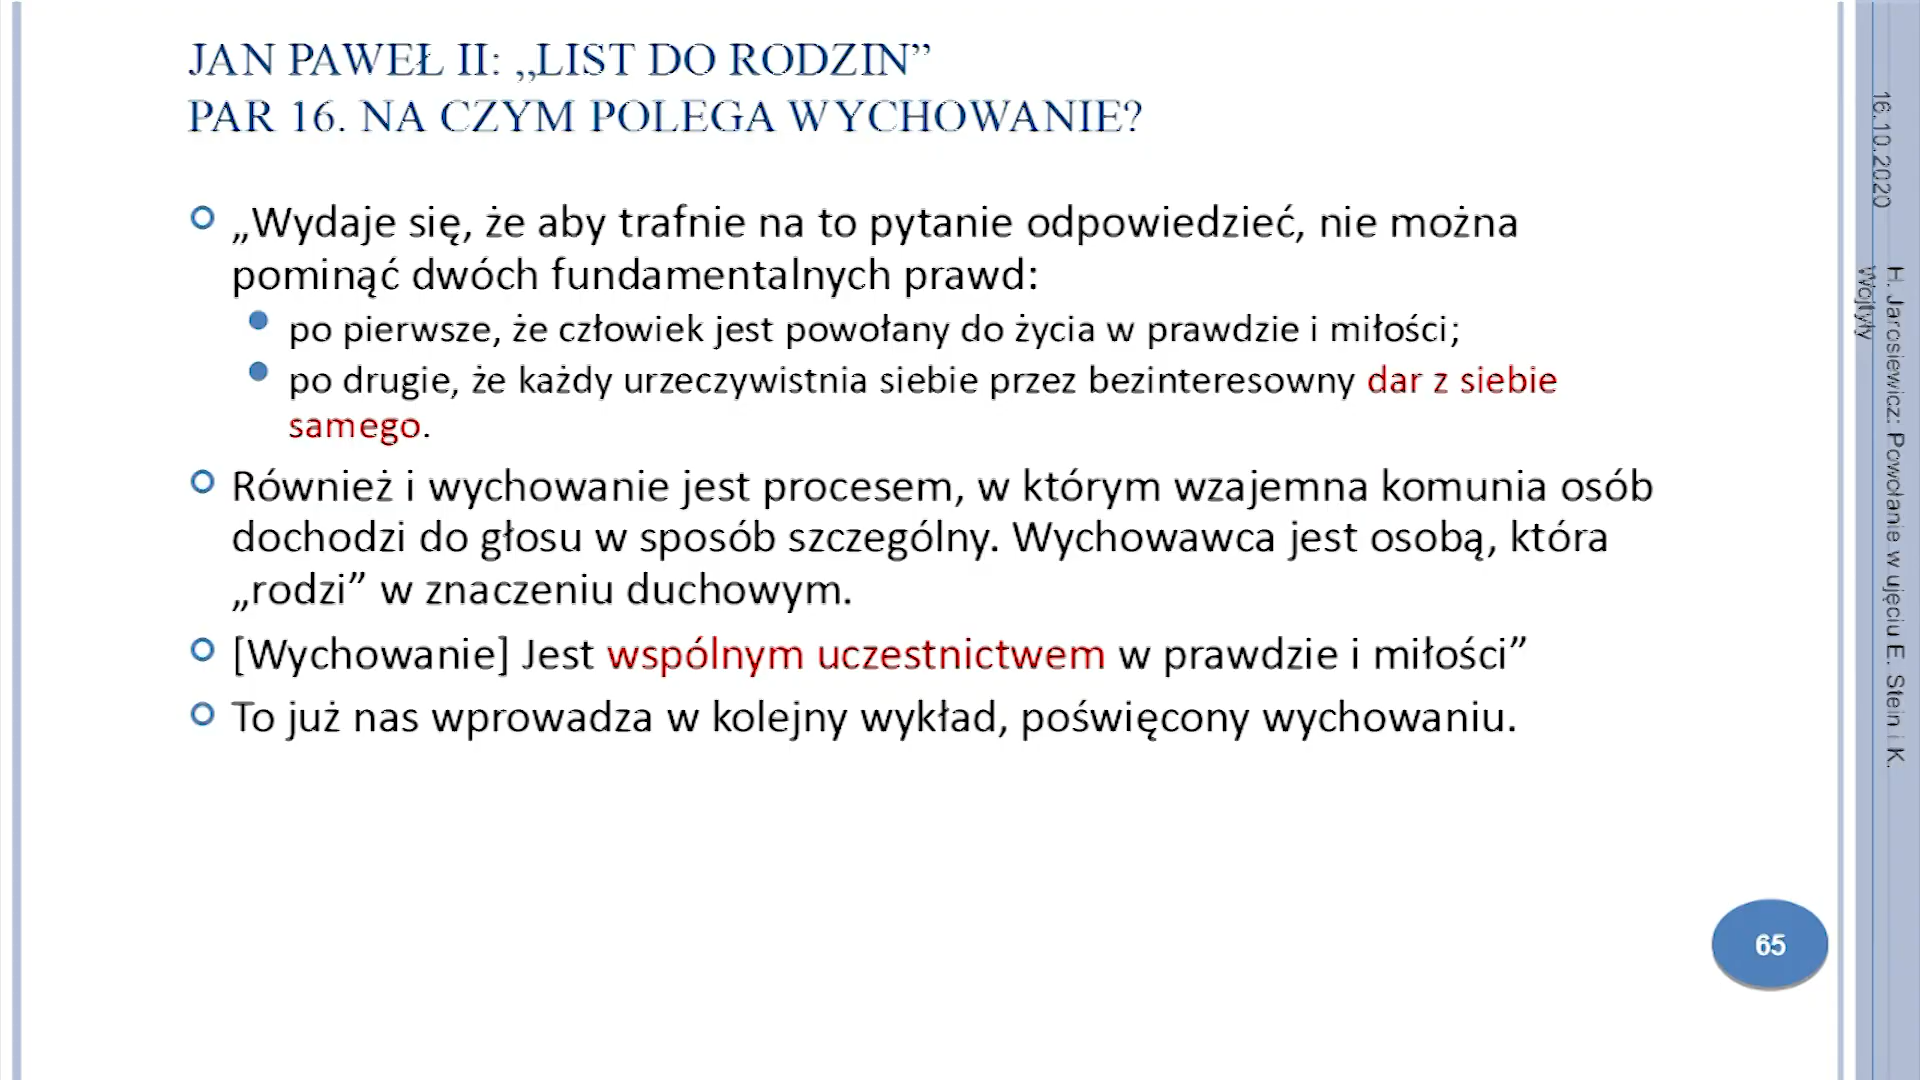 JAN PAWEŁ II: „LIST DO RODZIN”
PAR 16. NA CZYM POLEGA WYCHOWANIE?
„Wydaje się, że aby trafnie na to pytanie odpowiedzieć, nie można
pominąć dwóch fundamentalnych prawd:
po pierwsze, że człowiek jest powołany do życia w prawdzie i miłości;
po drugie, że każdy urzeczywistnia siebie przez bezinteresowny dar z siebie
samego.
Również i wychowanie jest procesem, w którym wzajemna komunia osób
dochodzi do głosu w sposób szczególny. Wychowawca jest osobą, która
„rodzi” w znaczeniu duchowym.
[Wychowanie] Jest wspólnym uczestnictwem w prawdzie i miłości”
To już nas wprowadza w kolejny wykład, poświęcony wychowaniu.
16.10.2020
H. Jarosiewicz: Powołanie w ujęciu E. Stein i K.
Wojtyły
65